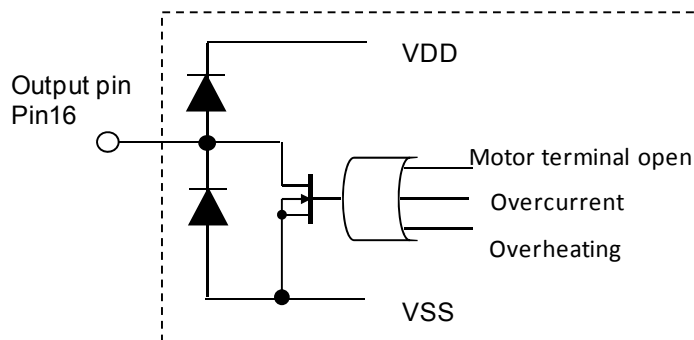 VDD
Output pin
Pin16
Motor terminal open
Overcurrent
Overheating
VSS